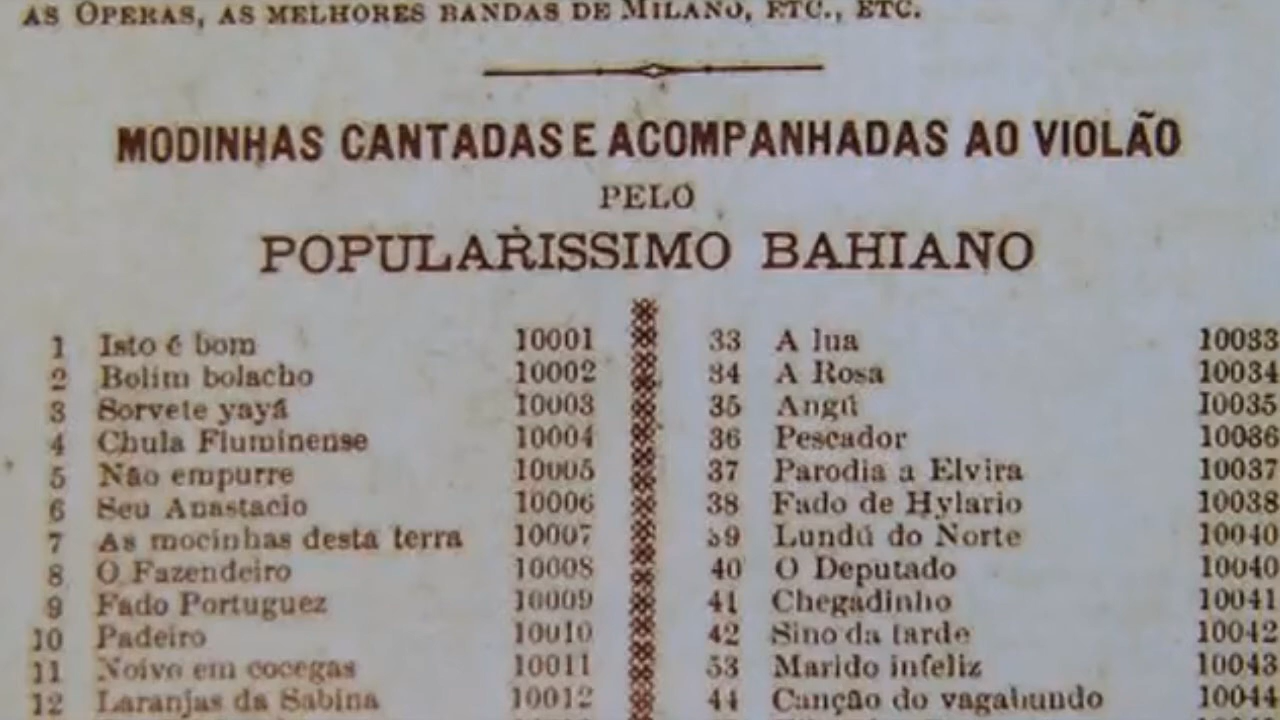 AS OPERAS, AS MELHORES BANDAS DE MILANO, ETC., ETC.
MODINHAS CANTADAS E ACOMPANHADAS AO VIOLÃO
PELO
POPULARISSIMO BAHIANO
1 Isto é bom 10001
2 Bolim bolacho 10002
3 Sorvete yayá 10003
4 Chula Fluminense 10004
5 Não empurre 10005
6 Seu Anastacio 10006
7 As mocinhas desta terra 10007
8 O Fazendeiro 10008
9 Fado Portuguez 10009
10 Padeiro 10010
11 Noivo em cocegas 10011
12 Laranjas da Sabina 10012
33 A lua 10033
34 A Rosa 10034
35 Angú 10035
36 Pescador 10036
37 Parodia a Elvira 10037
38 Fado de Hylario 10038
39 Lundú do Norte 10040
40 O Deputado 10040
41 Chegadinho 10041
42 Sino da tarde 10042
53 Marido infeliz 10043
44 Canção do vagabundo 10044